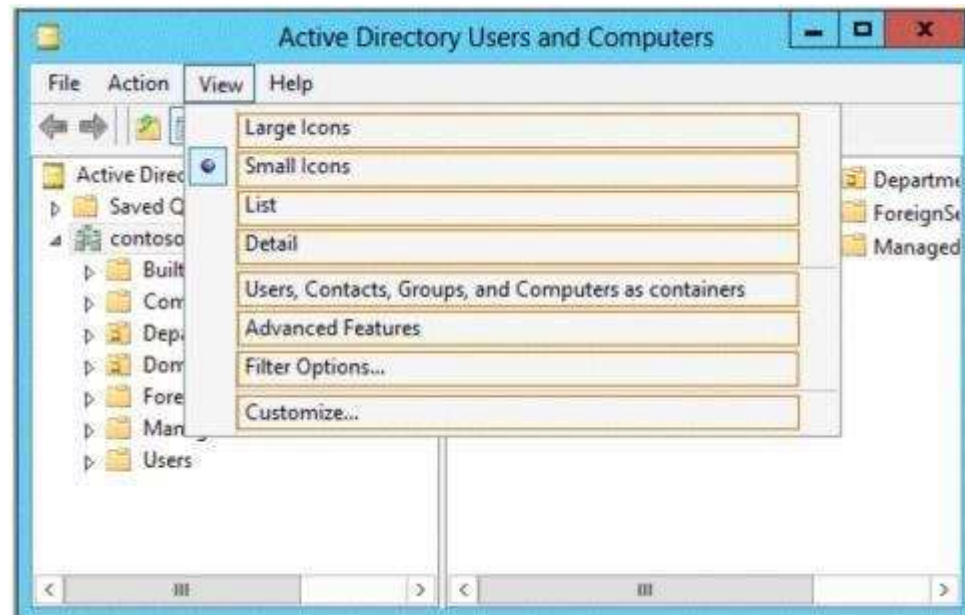 Active Directory Users and Computers
File Action View Help
Large Icons
Small Icons
List
Detail
Users, Contacts, Groups, and Computers as containers
Advanced Features
Filter Options...
Customize...
Active Direc
Saved Q
contoso
Built
Com
Depa
Dom
Fore
Man
Users
Departme
ForeignSe
Managed